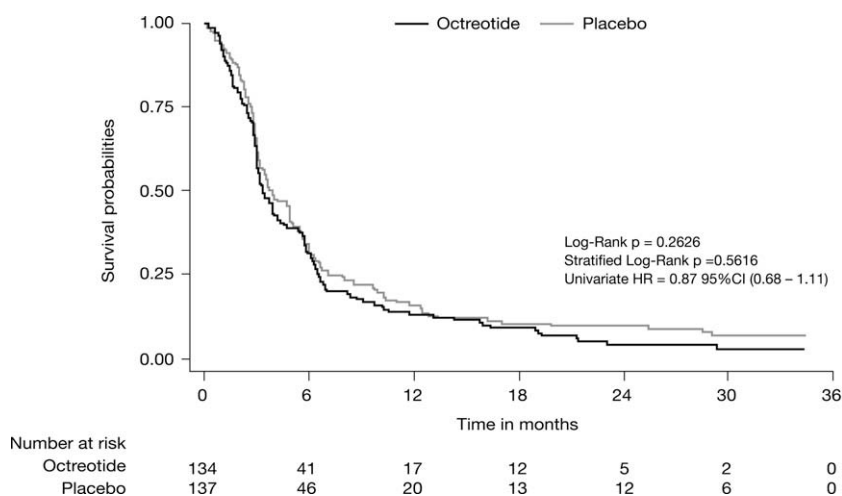 1.00
Octreotide Placebo
0.75
0.50
0.25
0.00
Survival probabilities
Log-Rank p = 0.2626
Stratified Log-Rank p =0.5616
Univariate HR = 0.87 95%CI (0.68 – 1.11)
0 6 12 18 24 30 36
Time in months
Number at risk
Octreotide 134 41 17 12 5 2 0
Placebo 137 46 20 13 12 6 0